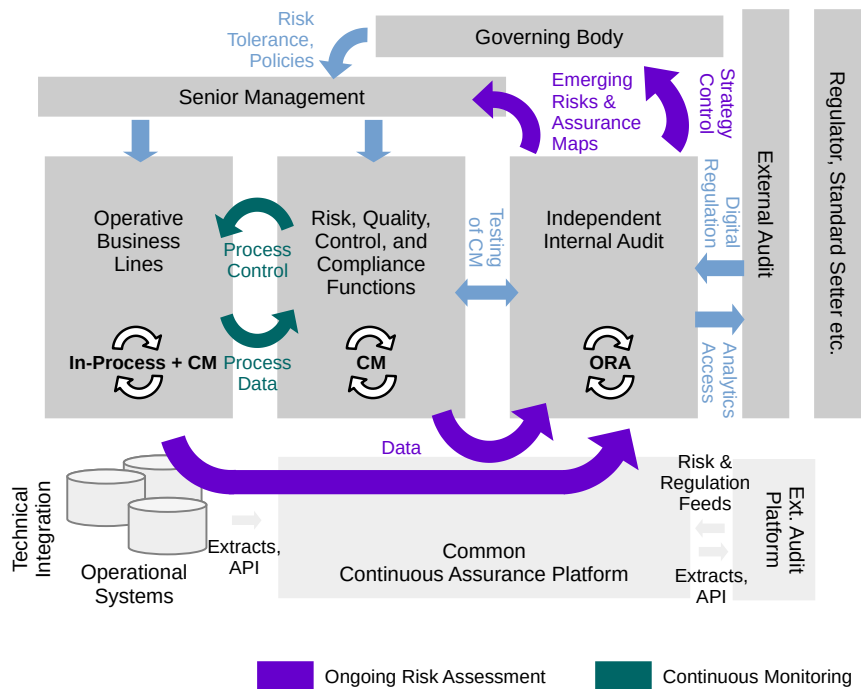 Risk
Tolerance,
Policies
Governing Body
Senior Management
Emerging
Risks &
Assurance
Maps
Strategy
Control
External Audit
Regulator, Standard Setter etc.
Operative
Business
Lines
Process
Control
Risk, Quality,
Control, and
Compliance
Functions
Testing
of CM
Independent
Internal Audit
Digital
Regulation
In-Process + CM
Process
Data
CM
ORA
Analytics
Access
Data
Technical
Integration
Operational
Systems
Extracts,
API
Common
Continuous Assurance Platform
Risk &
Regulation
Feeds
Extracts,
API
Ext. Audit
Platform
Ongoing Risk Assessment
Continuous Monitoring